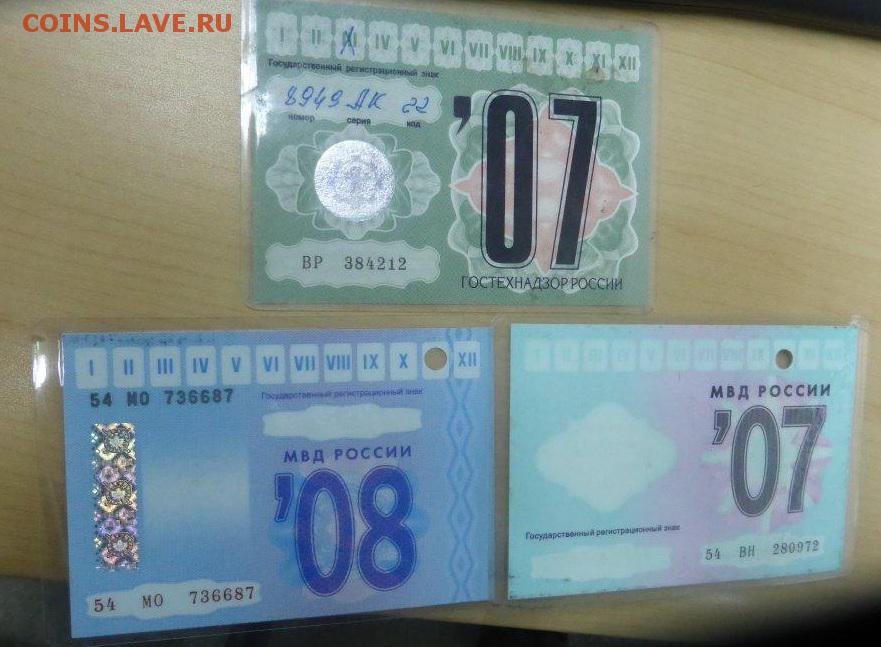 COINS.LAVE.RU
I II III IV V VI VII VIII IX X XI XII
Государственный регистрационный знак
8949 АК 22
номер серия код
'07
ВР 384212
ГОСТЕХНАДЗОР РОССИИ
I II III IV V VI VII VIII IX X XII
54 МО 736687
Государственный регистрационный знак
МВД РОССИИ
'08
54 МО 736687
МВД РОССИИ
'07
Государственный регистрационный знак
54 ВН 280972